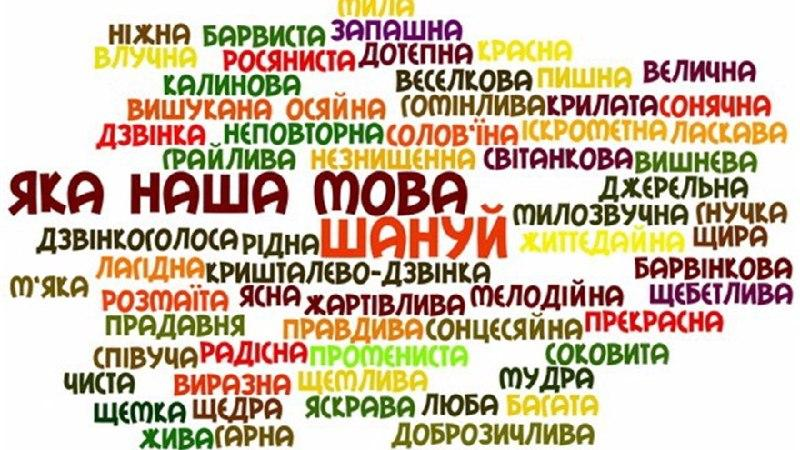 МИЛА
НІЖНА БАРВИСТА ЗАПАШНА
ВЛУЧНА РОСЯНИСТА ДОТЕПНА КРАСНА
КАЛИНОВА ВЕСЕЛКОВА ПИШНА ВЕЛИЧНА
ВИШУКАНА ОСЯЙНА ГОМІНЛИВА КРИЛАТА СОНЯЧНА
ДЗВІНКА НЕПОВТОРНА СОЛОВ'ЇНА ІСКРОМЕТНА ЛАСКАВА
ГРАЙЛИВА НЕЗНИЩЕННА СВІТАНКОВА ВИШНЕВА
ЯКА НАША МОВА ДЖЕРЕЛЬНА
МИЛОЗВУЧНА ГНУЧКА
ДЗВІНКОГОЛОСА РІДНА ШАНУЙ ЖИТТЄДАЙНА ЩИРА
ЛАГІДНА КРИШТАЛЕВО-ДЗВІНКА БАРВІНКОВА
М'ЯКА РОЗМАЇТА ЯСНА ЖАРТІВЛИВА МЕЛОДІЙНА ЩЕБЕТЛИВА
ПРАДАВНЯ ПРАВДИВА СОНЦЕСЯЙНА ПРЕКРАСНА
СПІВУЧА РАДІСНА ПРОМЕНИСТА СОКОВИТА
ЧИСТА ВИРАЗНА ЩЕМЛИВА МУДРА
ЩЕМКА ЩЕДРА ЯСКРАВА ЛЮБА БАГАТА
ЖИВА ГАРНА ДОБРОЗИЧЛИВА